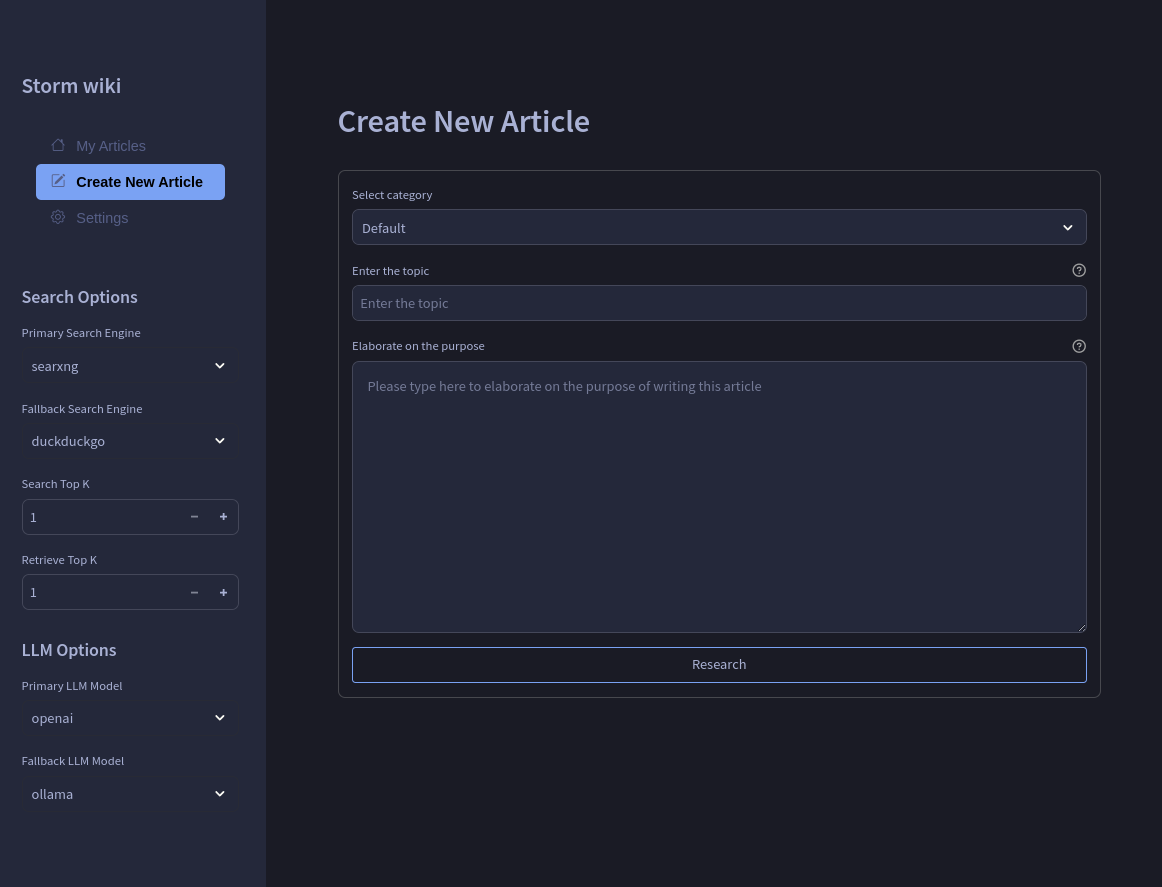 Storm wiki
My Articles
Create New Article
Settings
Search Options
Primary Search Engine
searxng
Fallback Search Engine
duckduckgo
Search Top K
1
Retrieve Top K
1
LLM Options
Primary LLM Model
openai
Fallback LLM Model
ollama
Create New Article
Select category
Default
Enter the topic
Enter the topic
Elaborate on the purpose
Please type here to elaborate on the purpose of writing this article
Research